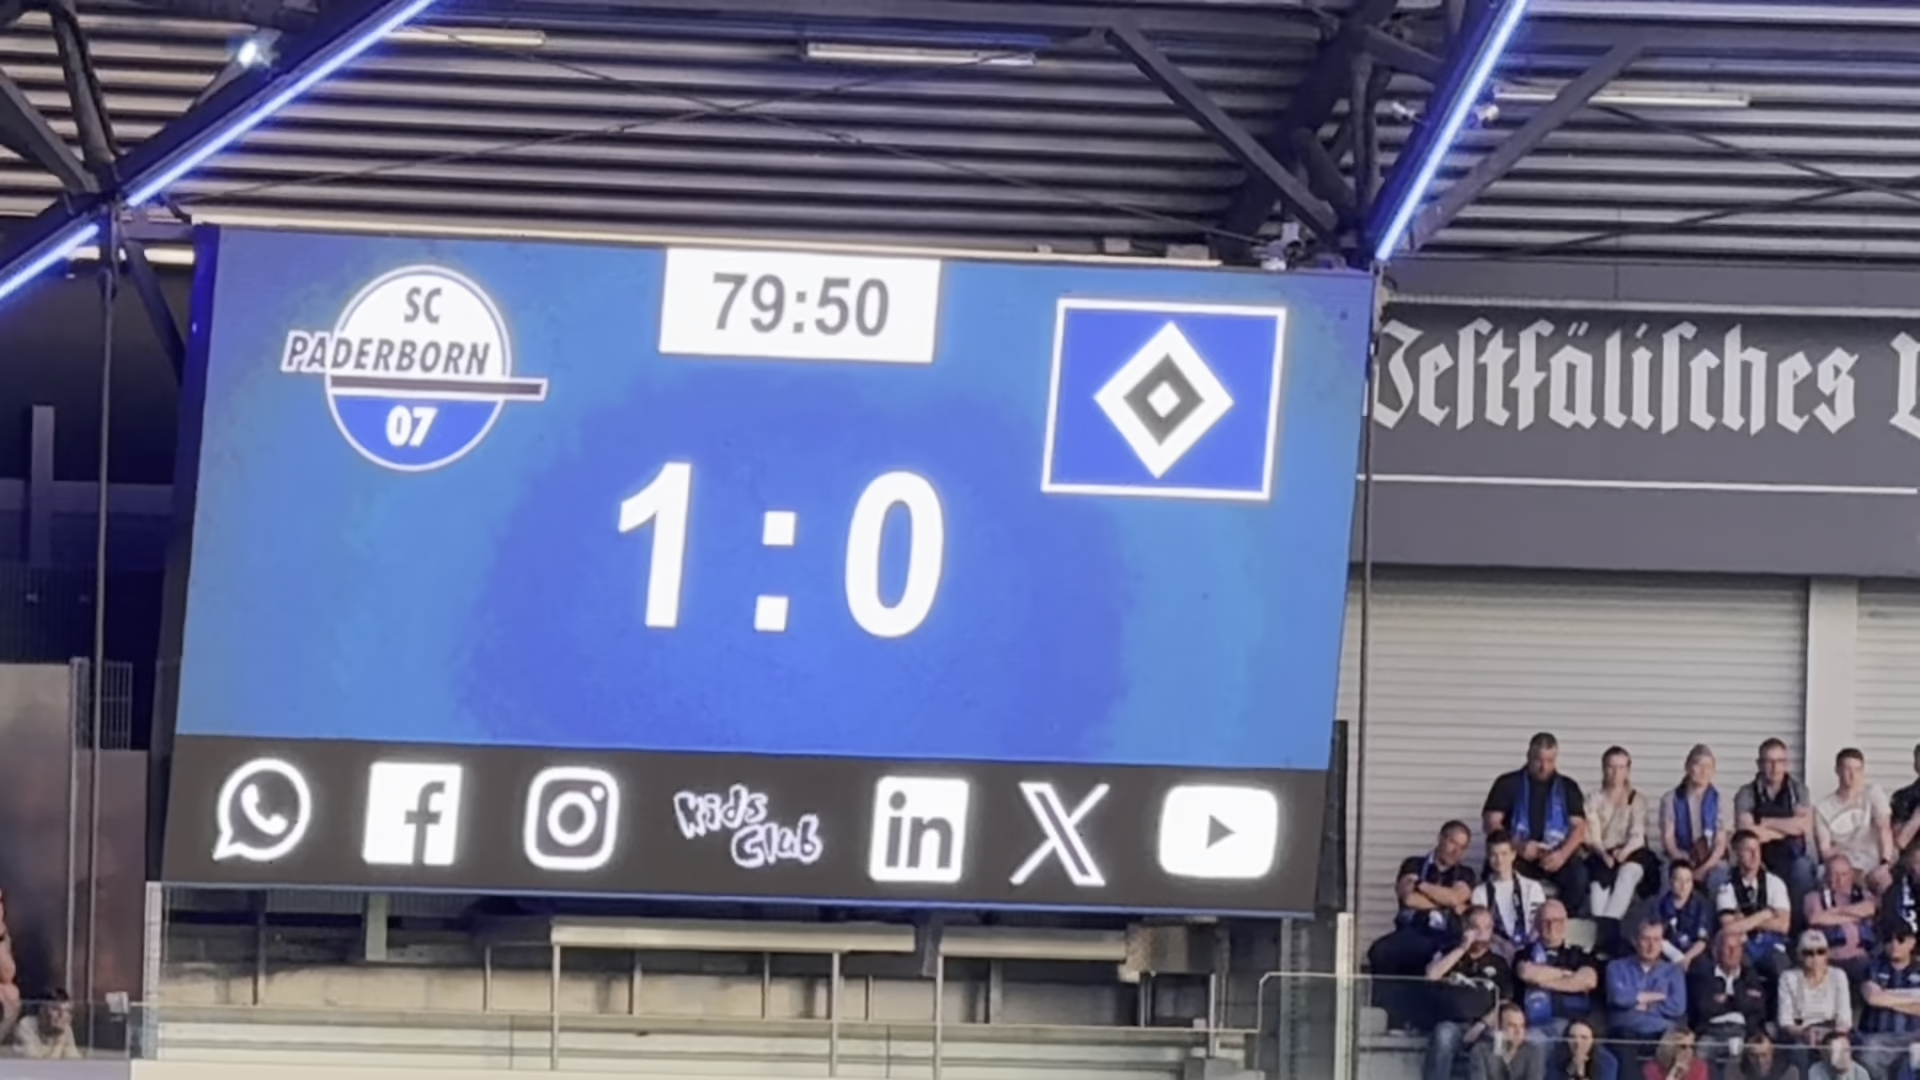 SC
PADERBORN
07
79:50
1:0
Westfälisches
Kids
Club
in